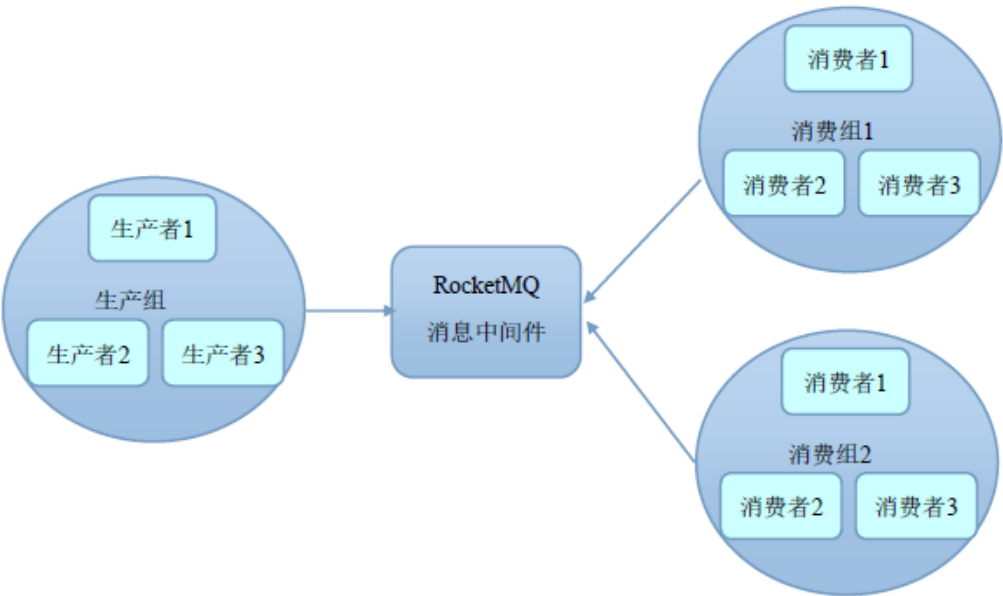 生产者1
生产组
生产者2
生产者3
RocketMQ
消息中间件
消费者1
消费组1
消费者2
消费者3
消费者1
消费组2
消费者2
消费者3